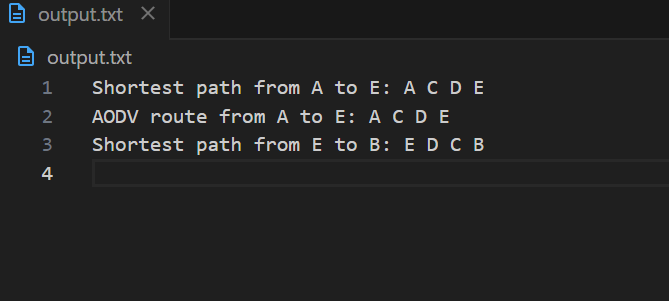 output.txt
output.txt
1 Shortest path from A to E: A C D E
2 AODV route from A to E: A C D E
3 Shortest path from E to B: E D C B
4